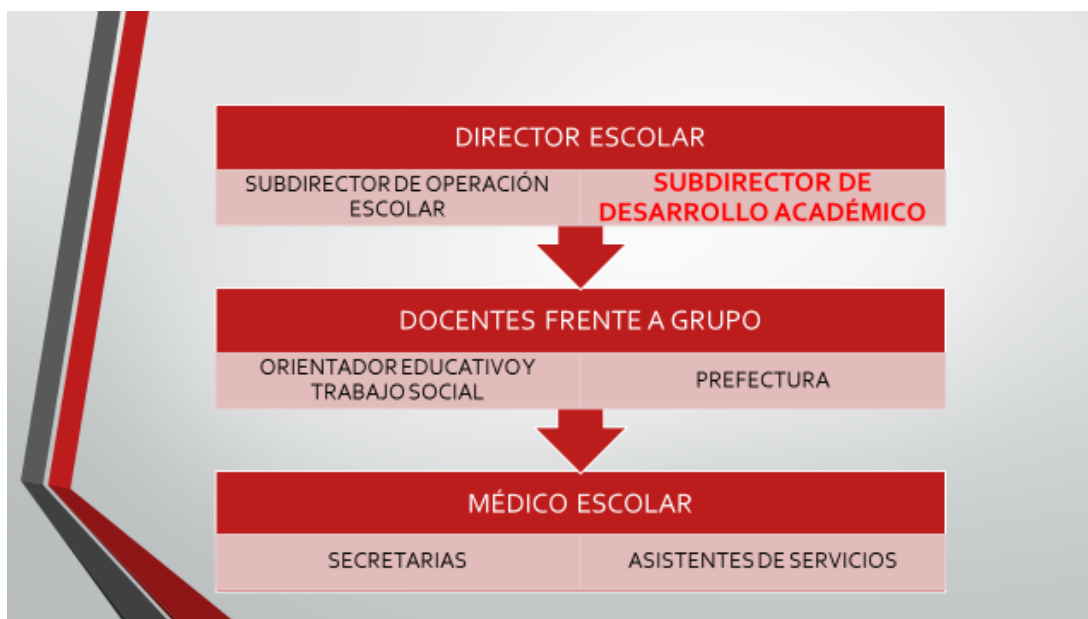 DIRECTOR ESCOLAR
SUBDIRECTOR DE OPERACIÓN
ESCOLAR
SUBDIRECTOR DE
DESARROLLO ACADÉMICO
DOCENTES FRENTE A GRUPO
ORIENTADOR EDUCATIVO Y
TRABAJO SOCIAL
PREFECTURA
MÉDICO ESCOLAR
SECRETARIAS
ASISTENTES DE SERVICIOS